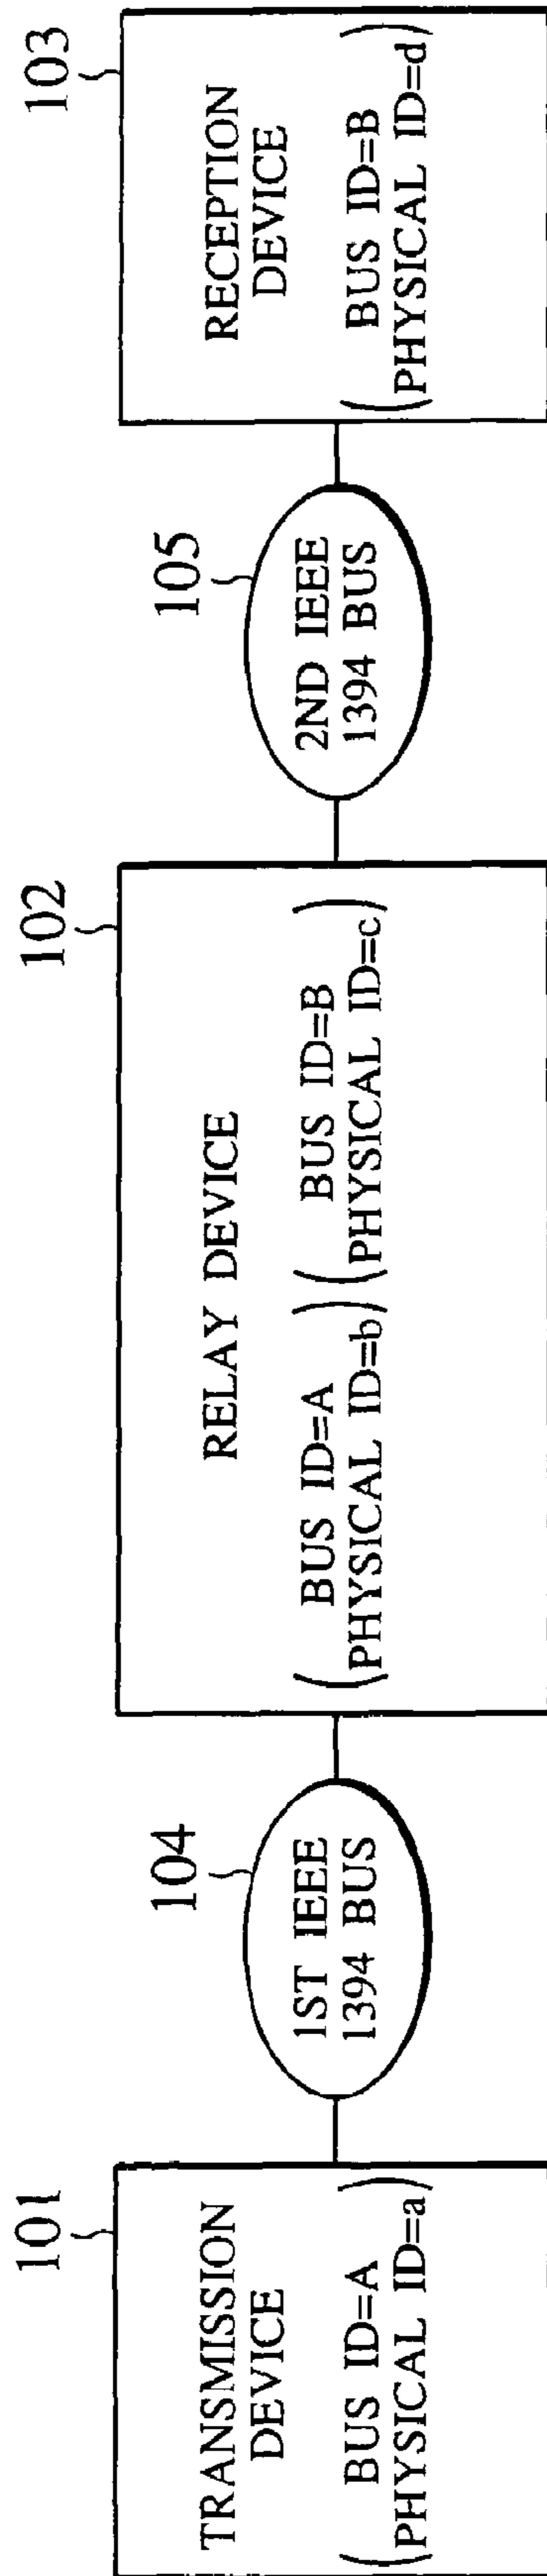 101
TRANSMISSION
DEVICE
(BUS ID=A
PHYSICAL ID=a)
104
1ST IEEE
1394 BUS
102
RELAY DEVICE
(BUS ID=A
PHYSICAL ID=b)
(BUS ID=B
PHYSICAL ID=c)
105
2ND IEEE
1394 BUS
103
RECEPTION
DEVICE
(BUS ID=B
PHYSICAL ID=d)